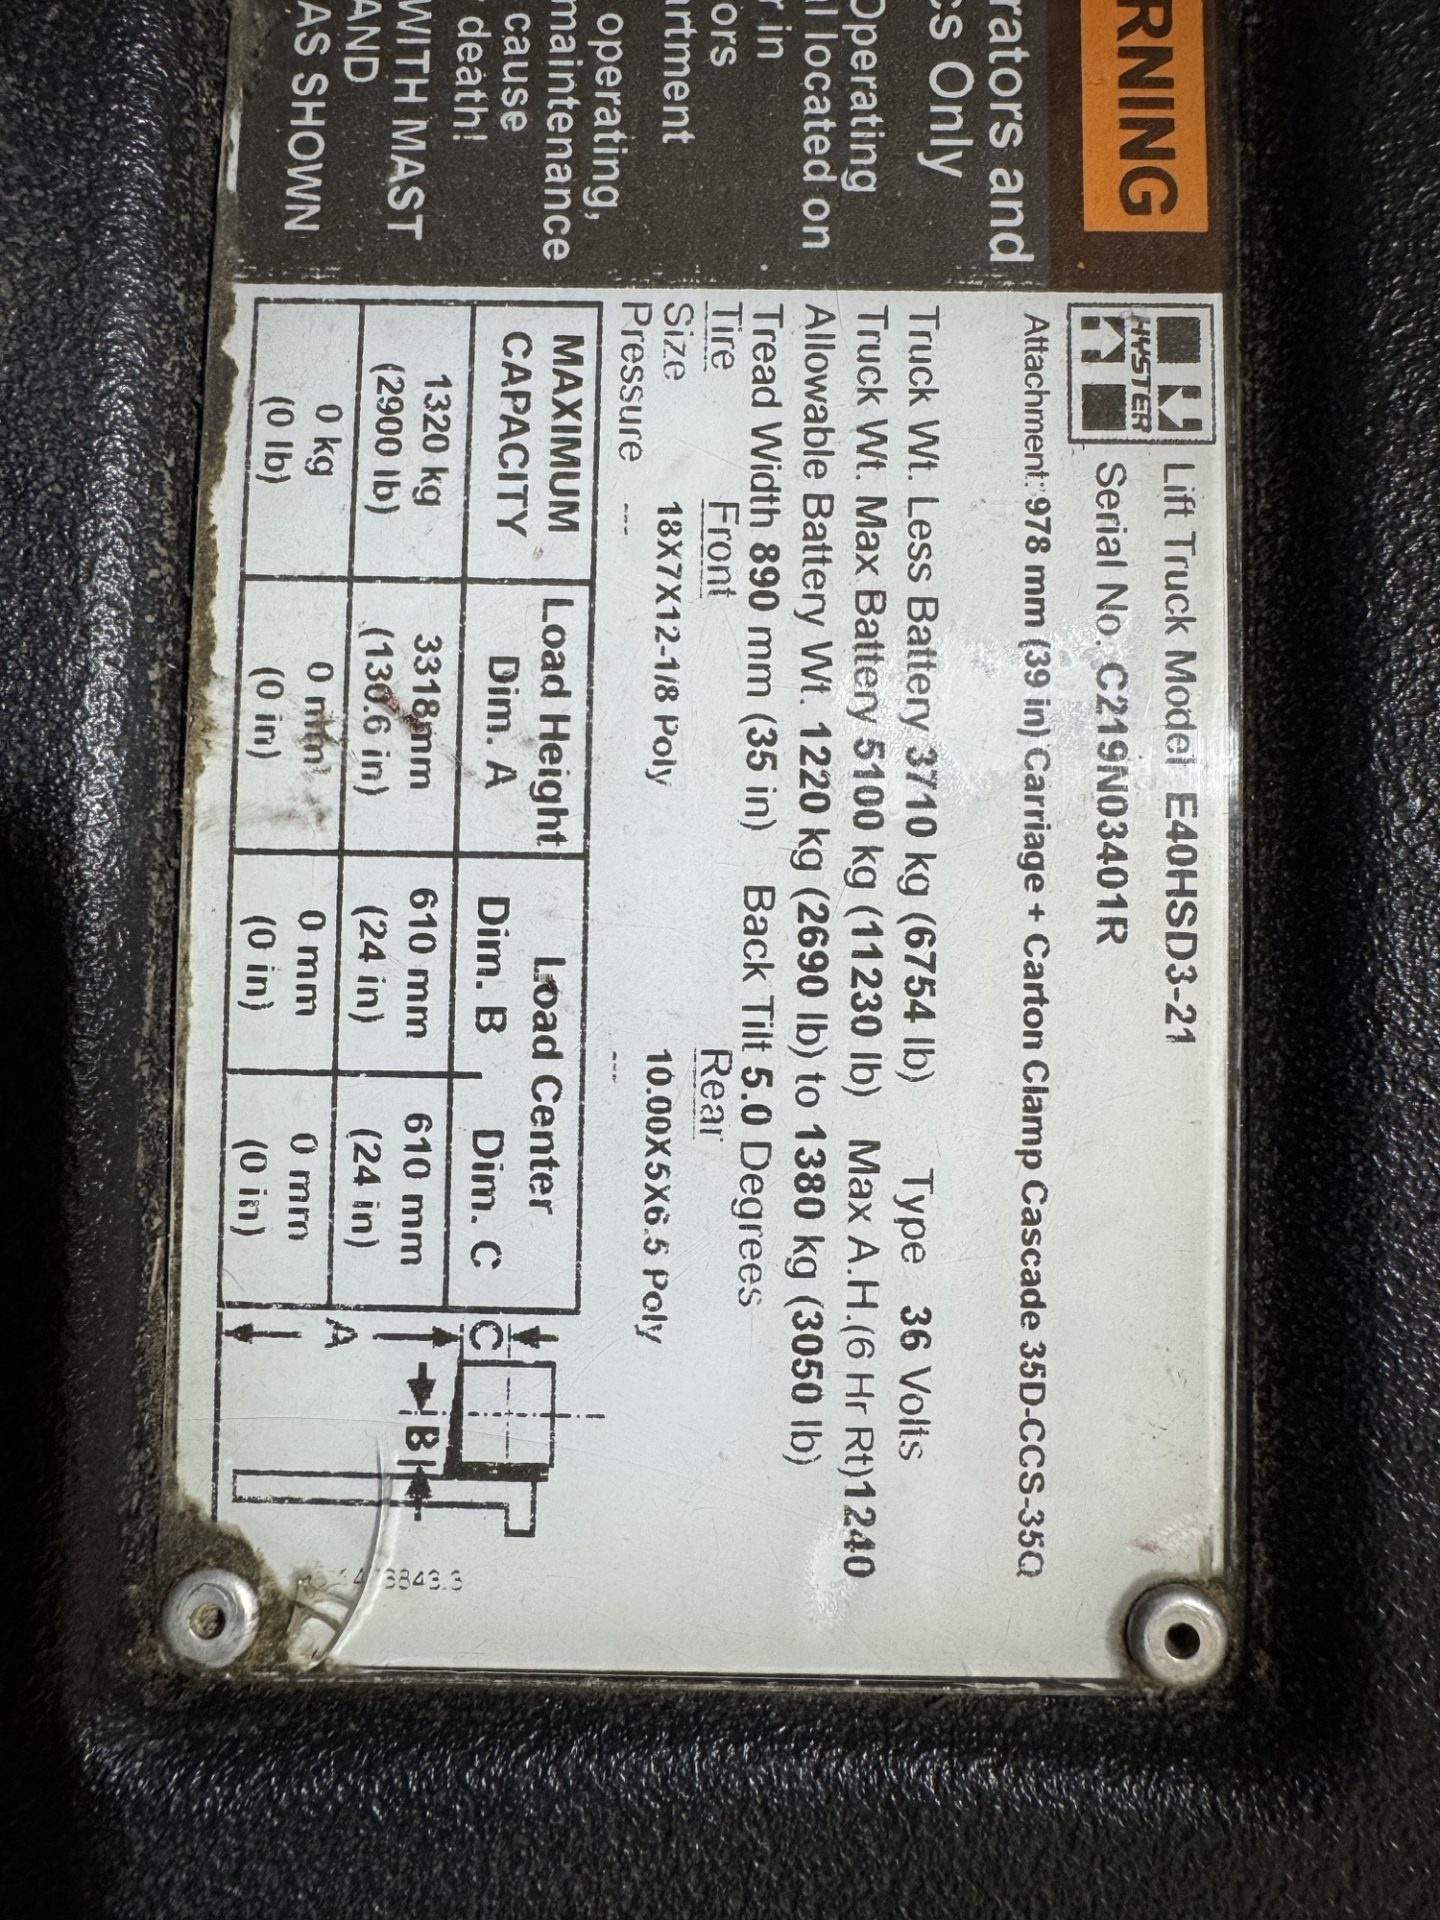 RNING
rators and
cs Only
Operating
l located on
r in
ors
rtment
operating,
maintenance
cause
death!
WITH MAST
AND
AS SHOWN
HYSTER
Lift Truck Model E40HSD3-21
Serial No. C219N03401R
Attachment: 978 mm (39 in) Carriage + Carton Clamp Cascade 35D-CCS-35Q
Truck Wt. Less Battery 3710 kg (6754 lb) Type 36 Volts
Truck Wt. Max Battery 5100 kg (11230 lb) Max A.H.(6 Hr Rt)1240
Allowable Battery Wt. 1220 kg (2690 lb) to 1380 kg (3050 lb)
Tread Width 890 mm (35 in) Back Tilt 5.0 Degrees
Tire Front Rear
Size 18X7X12-1/8 Poly 10.00X5X6.5 Poly
Pressure --- ---
MAXIMUM Load Height Load Center
CAPACITY Dim. A Dim. B Dim. C
1320 kg 3318mm 610 mm 610 mm
(2900 lb) (130.6 in) (24 in) (24 in)
0 kg 0 mm 0 mm 0 mm
(0 lb) (0 in) (0 in) (0 in)
C
B
A